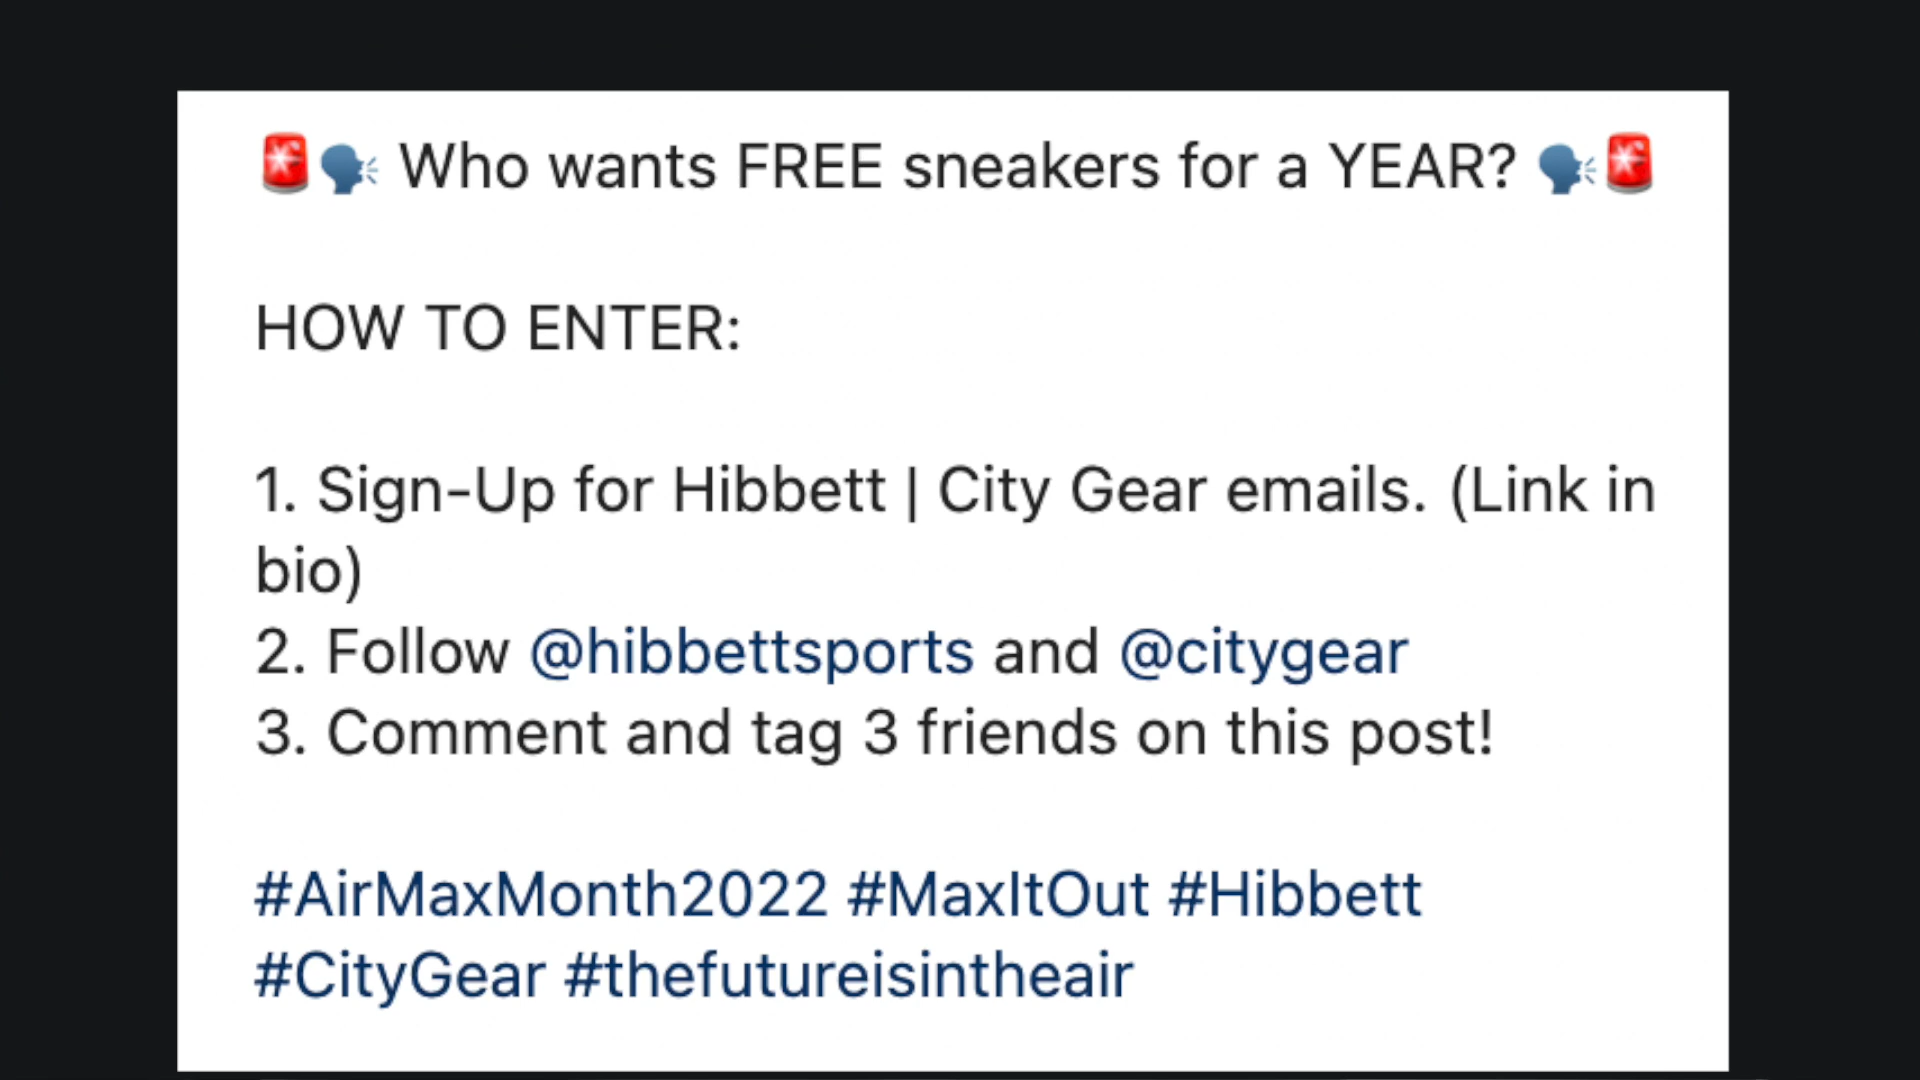 🚨🗣️ Who wants FREE sneakers for a YEAR? 🗣️🚨
HOW TO ENTER:
1. Sign-Up for Hibbett | City Gear emails. (Link in
bio)
2. Follow @hibbettsports and @citygear
3. Comment and tag 3 friends on this post!
#AirMaxMonth2022 #MaxItOut #Hibbett
#CityGear #thefutureisintheair